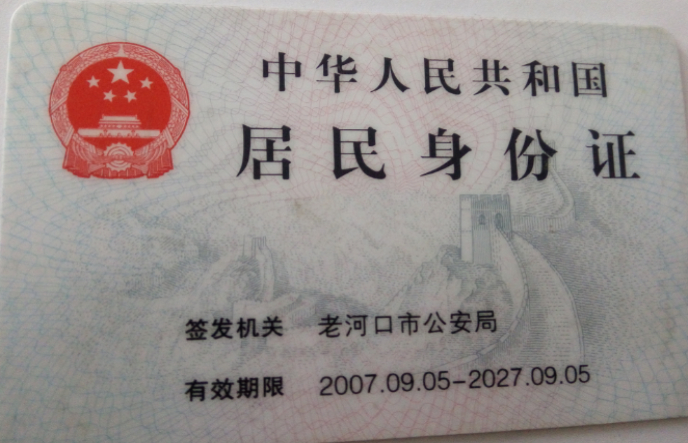 中华人民共和国
居民身份证
签发机关 老河口市公安局
有效期限 2007.09.05-2027.09.05